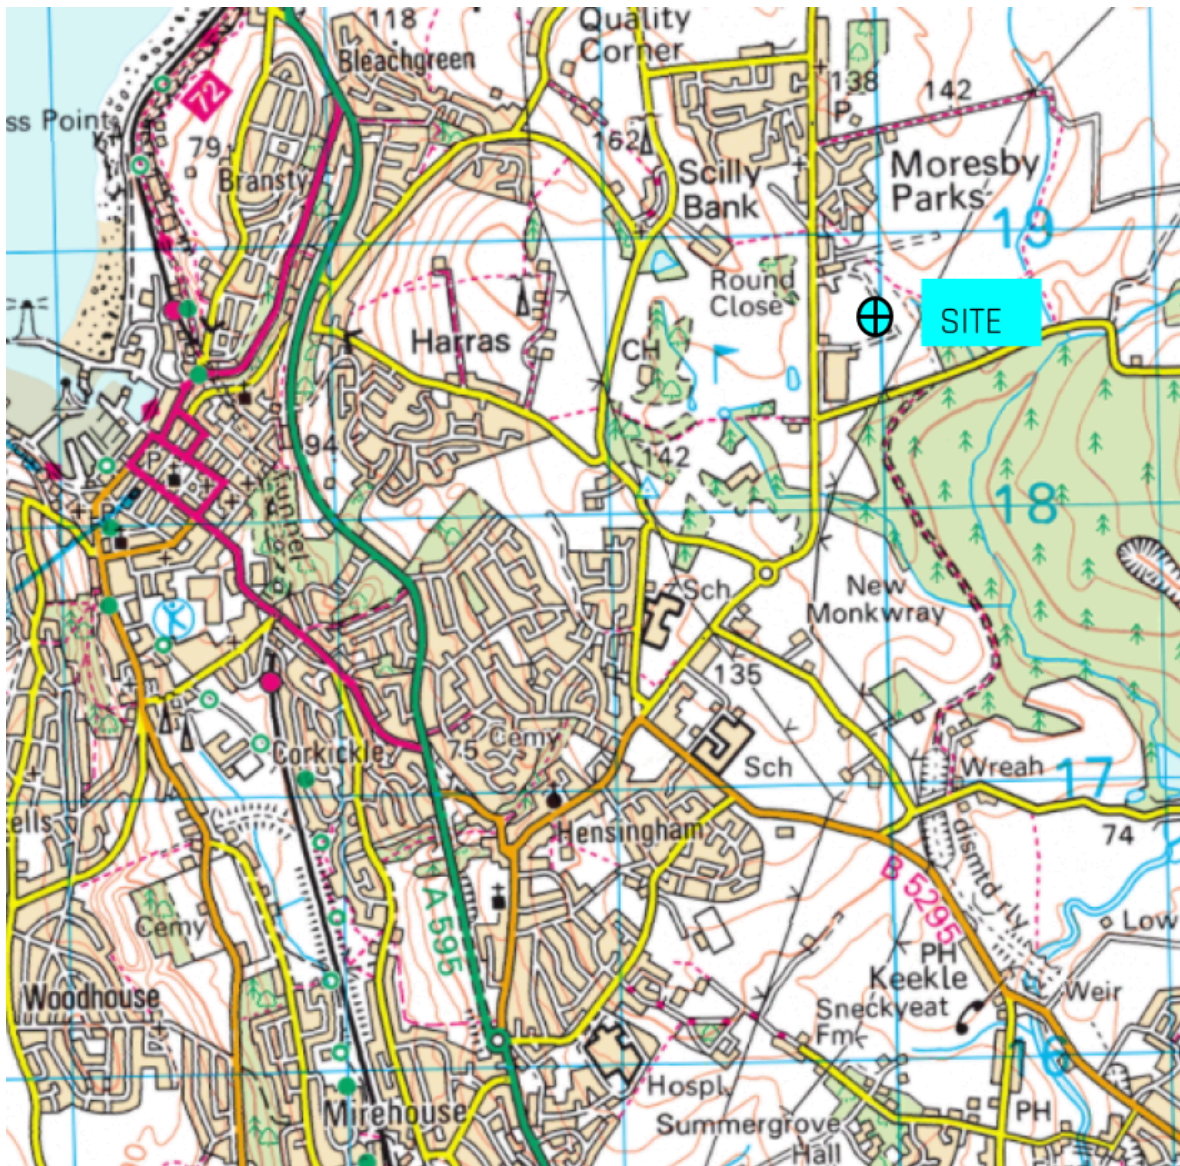 118
Quality
Corner
Bleachgreen
138
P
142
72
ss Point
79
152
Moresby
Parks
Bransty
Scilly
Bank
19
Round
Close
SITE
Harras
CH
94
142
P
18
Tunnel
P
Sch
New
Monkwray
135
Cemy
75
Corkickle
Sch
Wreah
17
ells
Hensingham
74
dismtd rly
A 595
B 5295
Cemy
Low
PH
Keekle
Woodhouse
Weir
Sneckyeat
Fm
16
Hospl
Mirehouse
PH
Summergrove
Hall